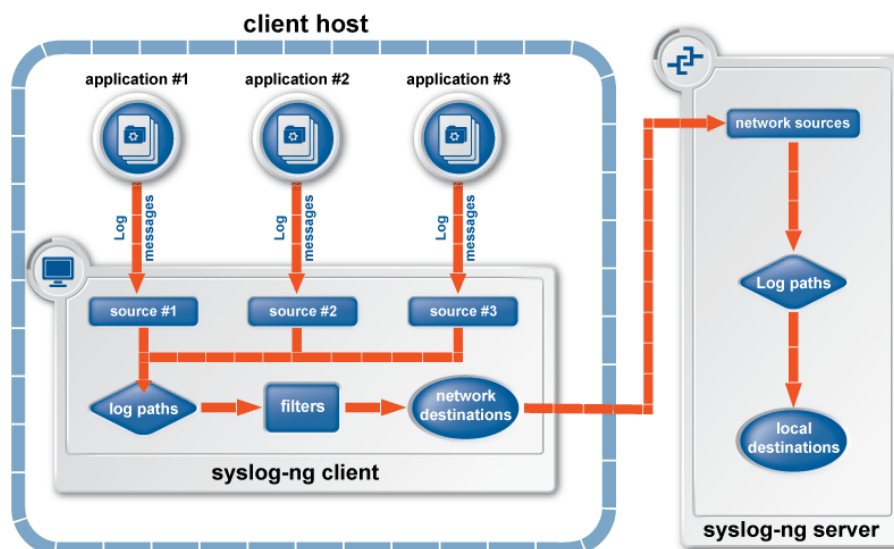 client host
application #1
application #2
application #3
Log
messages
Log
messages
Log
messages
source #1
source #2
source #3
log paths
filters
network
destinations
syslog-ng client
network sources
Log paths
local
destinations
syslog-ng server